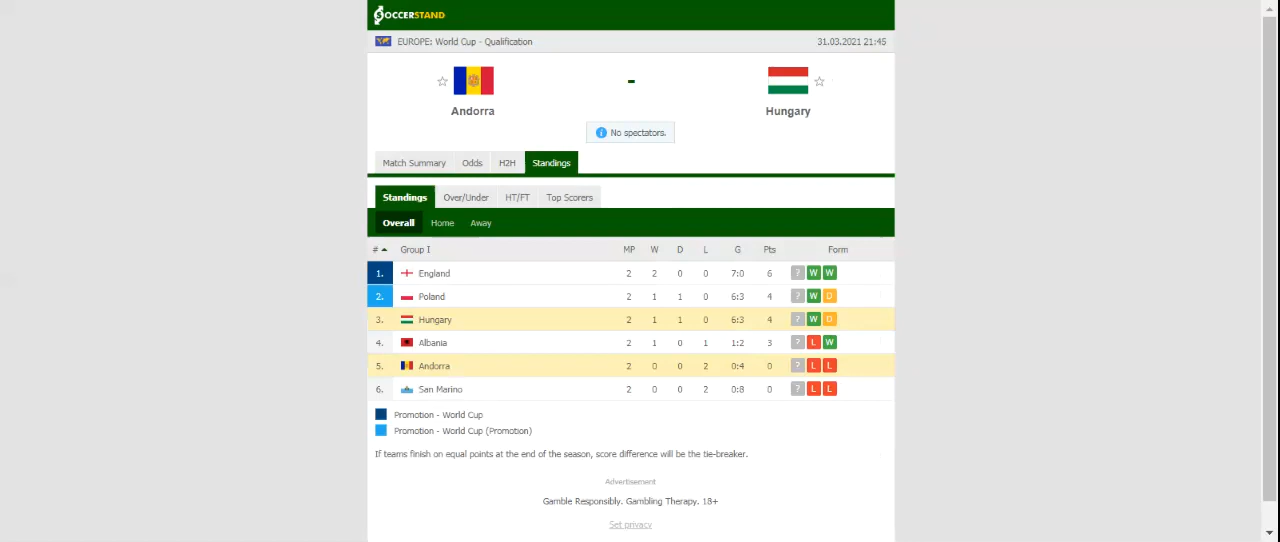 SOCCERSTAND
EUROPE: World Cup - Qualification 31.03.2021 21:45
-
Andorra Hungary
No spectators.
Match Summary Odds H2H Standings
Standings Over/Under HT/FT Top Scorers
Overall Home Away
# Group I MP W D L G Pts Form
1. England 2 2 0 0 7:0 6 ? W W
2. Poland 2 1 1 0 6:3 4 ? W D
3. Hungary 2 1 1 0 6:3 4 ? W D
4. Albania 2 1 0 1 1:2 3 ? L W
5. Andorra 2 0 0 2 0:4 0 ? L L
6. San Marino 2 0 0 2 0:8 0 ? L L
Promotion - World Cup
Promotion - World Cup (Promotion)
If teams finish on equal points at the end of the season, score difference will be the tie-breaker.
Advertisement
Gamble Responsibly. Gambling Therapy. 18+
Set privacy